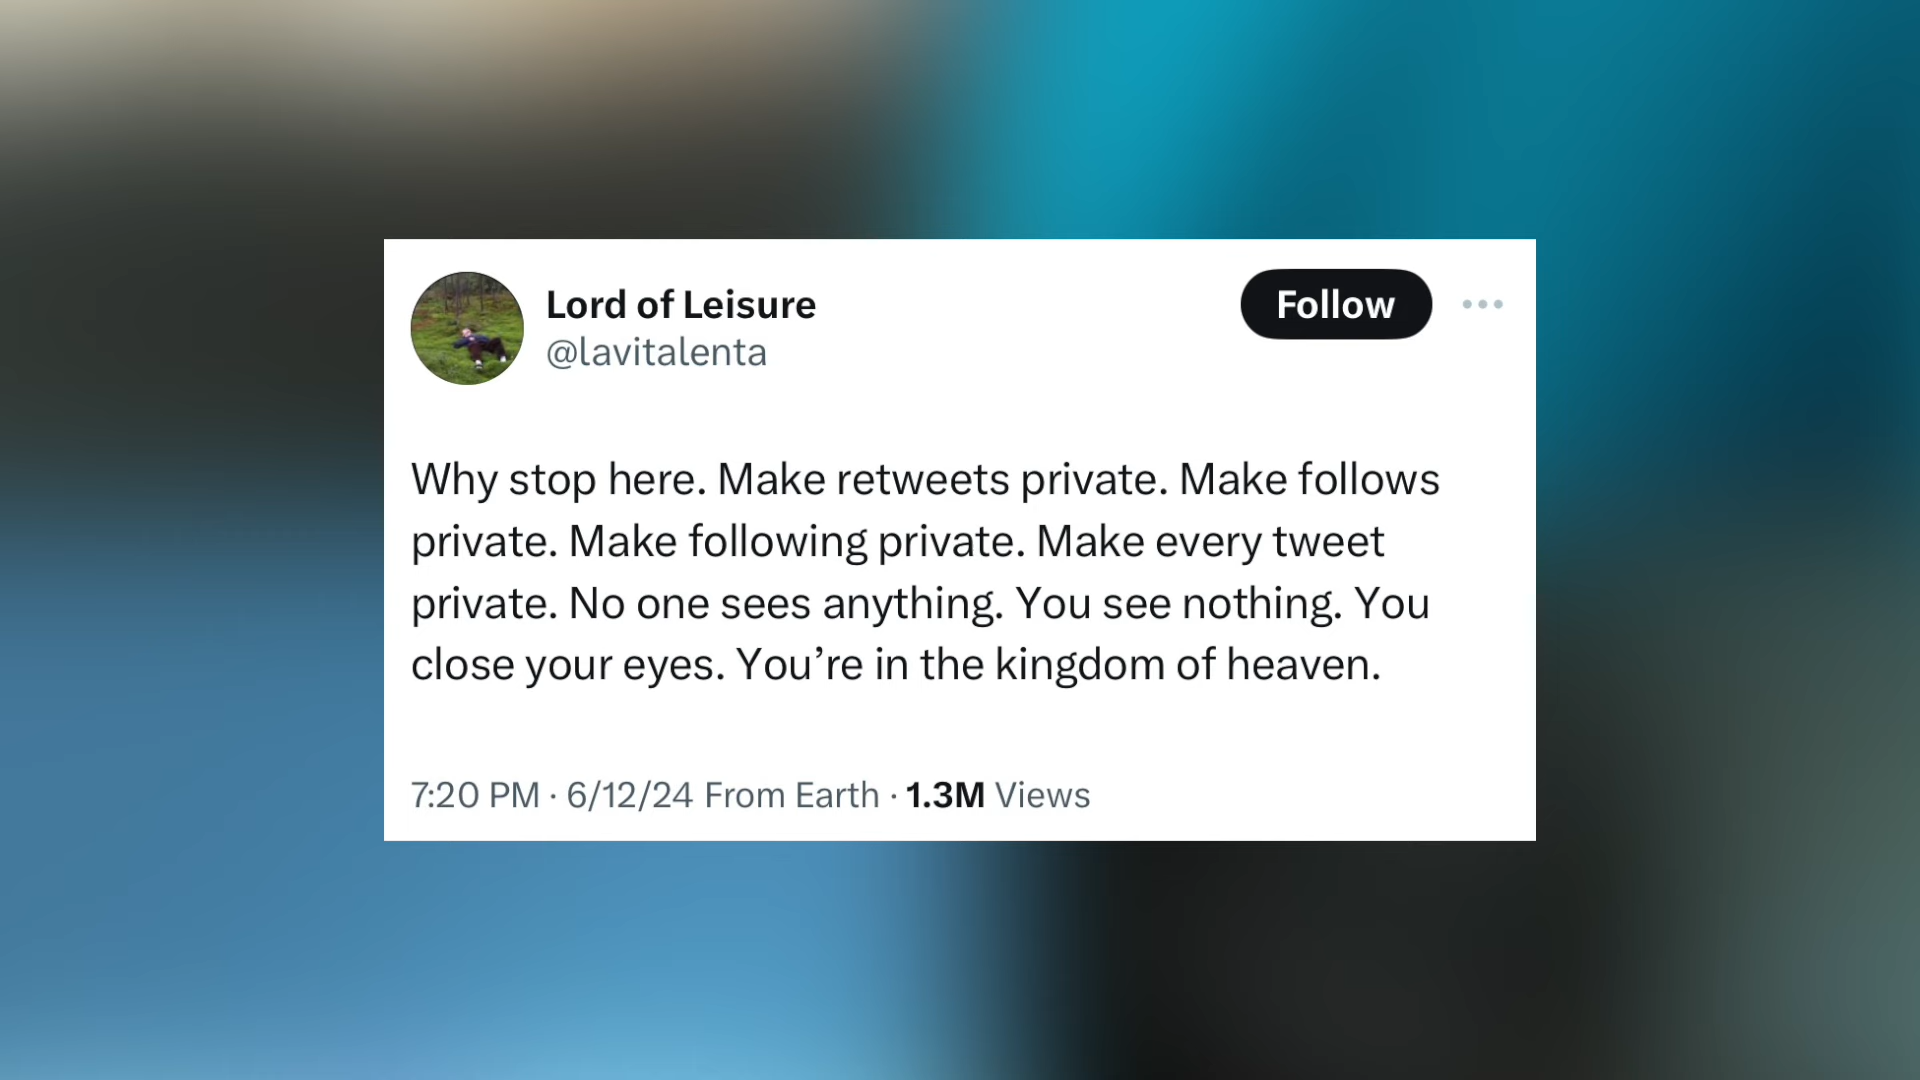 Lord of Leisure
Follow
@lavitalenta
Why stop here. Make retweets private. Make follows
private. Make following private. Make every tweet
private. No one sees anything. You see nothing. You
close your eyes. You’re in the kingdom of heaven.
7:20 PM · 6/12/24 From Earth · 1.3M Views